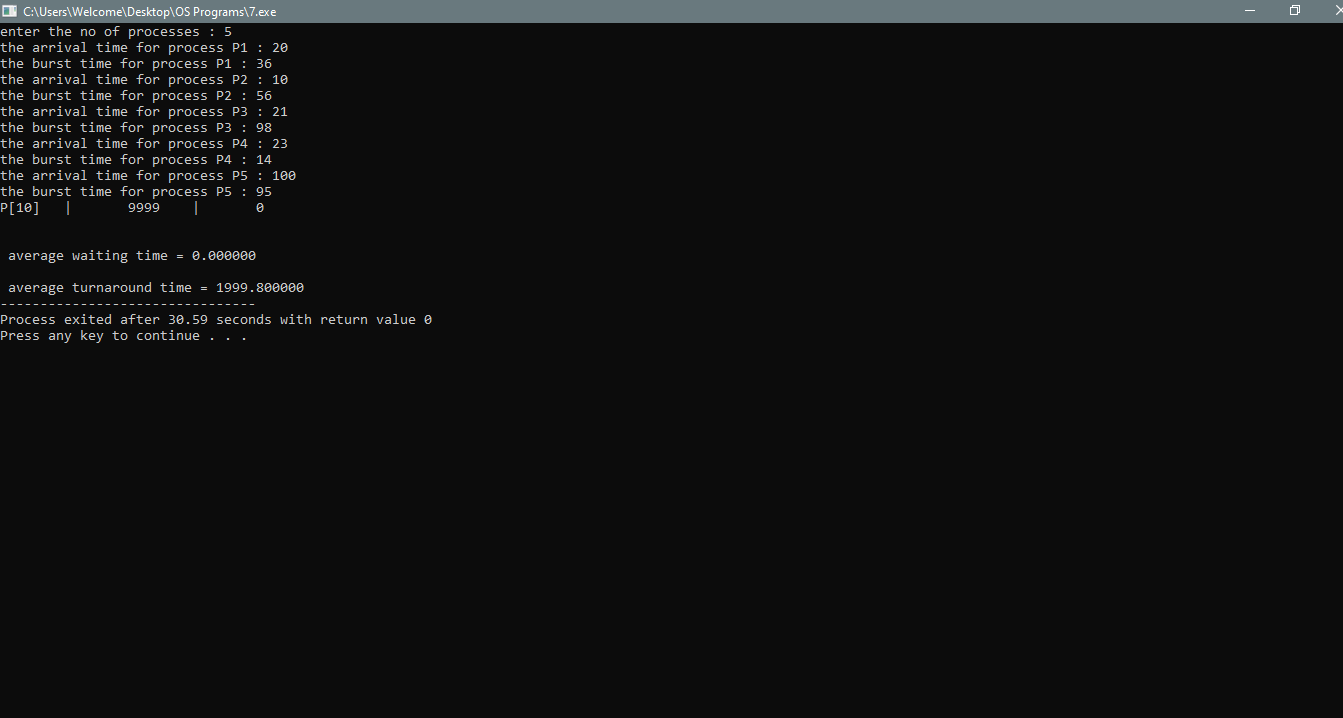 C:\Users\Welcome\Desktop\OS Programs\7.exe
enter the no of processes : 5
the arrival time for process P1 : 20
the burst time for process P1 : 36
the arrival time for process P2 : 10
the burst time for process P2 : 56
the arrival time for process P3 : 21
the burst time for process P3 : 98
the arrival time for process P4 : 23
the burst time for process P4 : 14
the arrival time for process P5 : 100
the burst time for process P5 : 95
P[10]   |       9999    |       0
average waiting time = 0.000000
average turnaround time = 1999.800000
--------------------------------
Process exited after 30.59 seconds with return value 0
Press any key to continue . . .